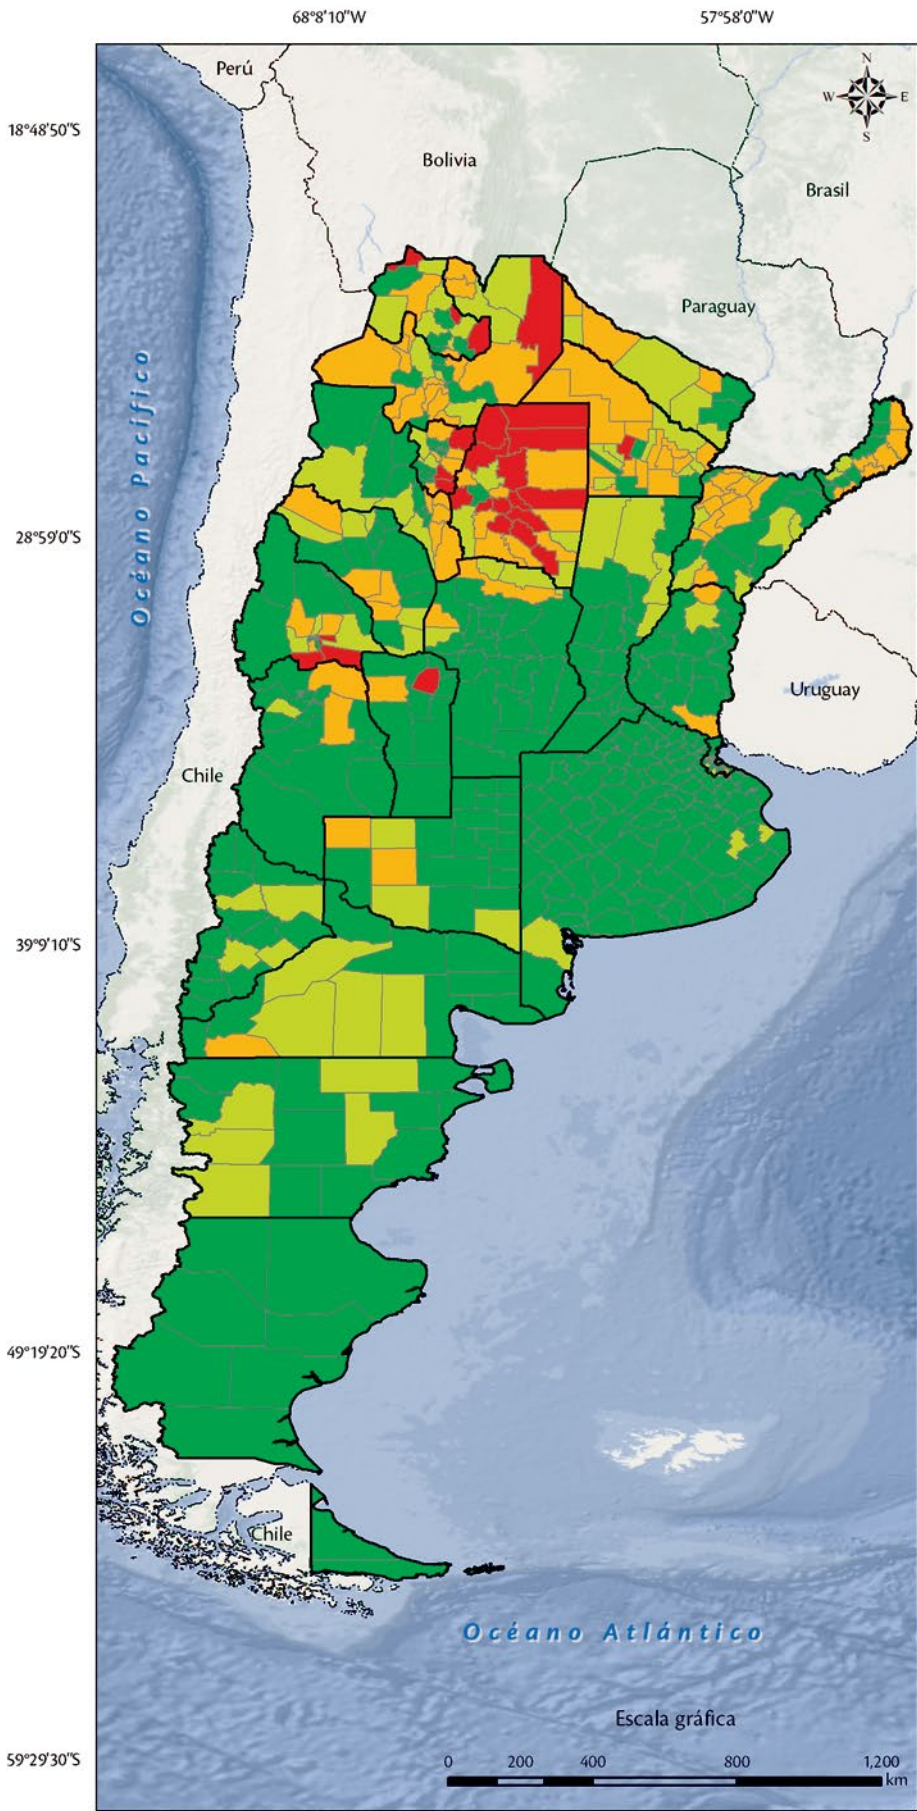 68°8'10"W
57°58'0"W
Perú
N
W
E
S
18°48'50"S
Bolivia
Brasil
Paraguay
Océano Pacífico
28°59'0"S
Uruguay
Chile
39°9'10"S
49°19'20"S
Chile
Océano Atlántico
Escala gráfica
59°29'30"S
0 200 400 800 1,200
km